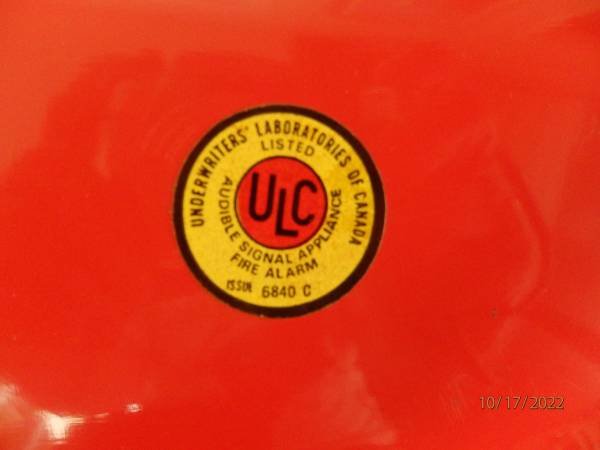 UNDERWRITERS' LABORATORIES OF CANADA
LISTED
ULC
AUDIBLE SIGNAL APPLIANCE
FIRE ALARM
ISSUE 6840 C
10/17/2022